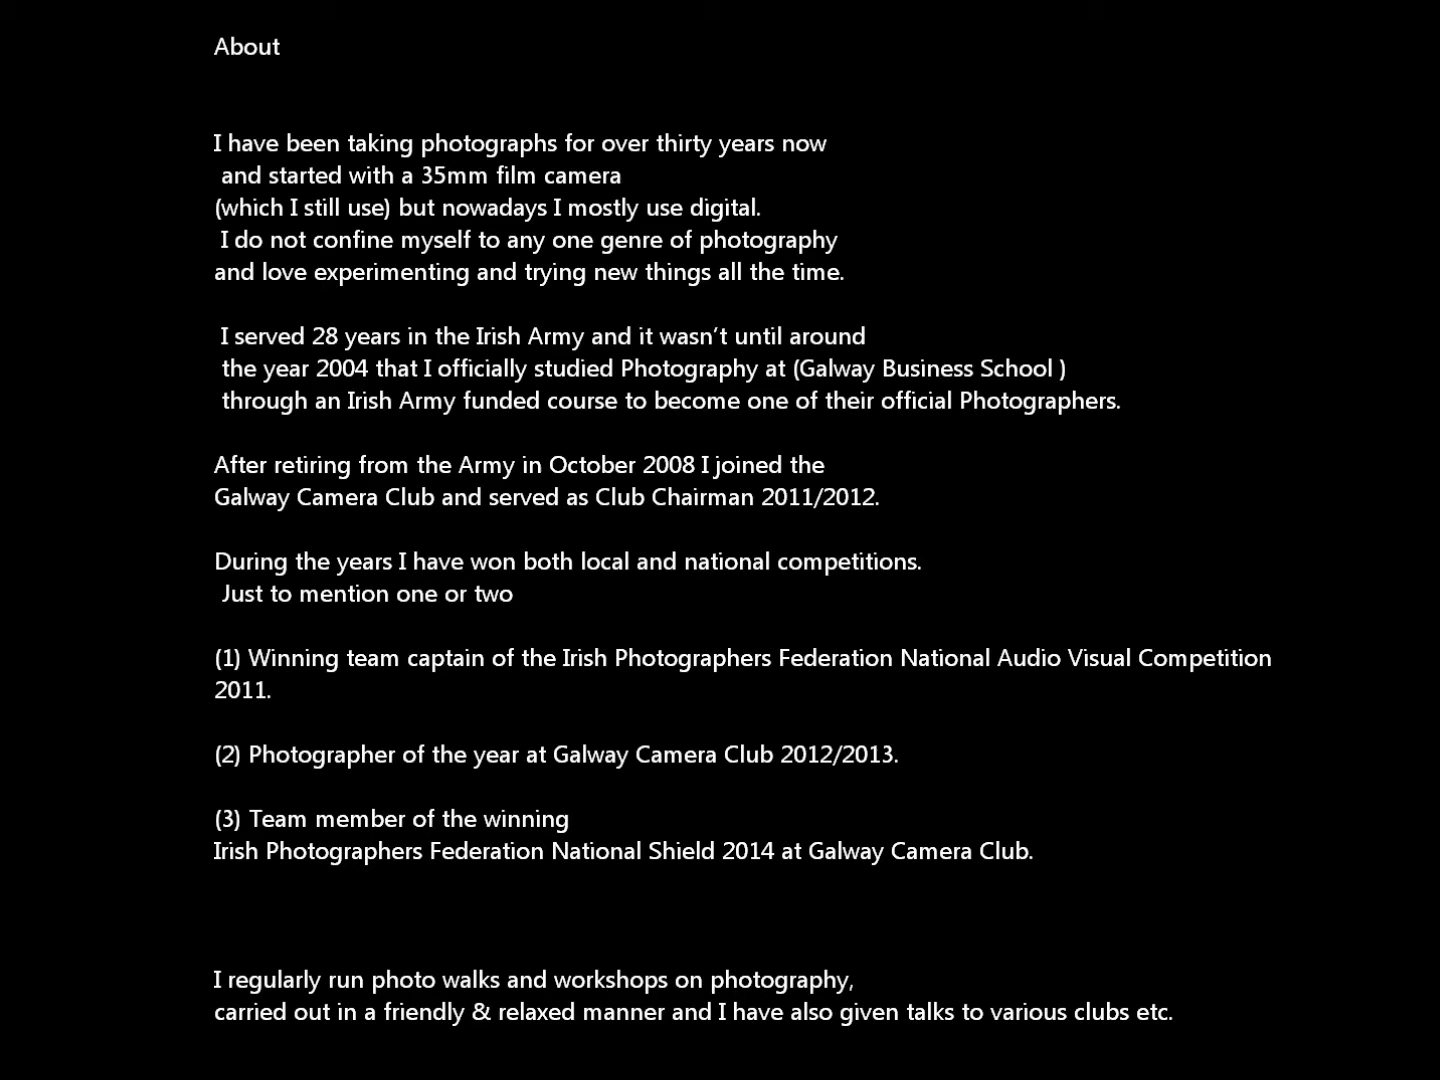 About
I have been taking photographs for over thirty years now
and started with a 35mm film camera
(which I still use) but nowadays I mostly use digital.
I do not confine myself to any one genre of photography
and love experimenting and trying new things all the time.
I served 28 years in the Irish Army and it wasn’t until around
the year 2004 that I officially studied Photography at (Galway Business School )
through an Irish Army funded course to become one of their official Photographers.
After retiring from the Army in October 2008 I joined the
Galway Camera Club and served as Club Chairman 2011/2012.
During the years I have won both local and national competitions.
Just to mention one or two
(1) Winning team captain of the Irish Photographers Federation National Audio Visual Competition
2011.
(2) Photographer of the year at Galway Camera Club 2012/2013.
(3) Team member of the winning
Irish Photographers Federation National Shield 2014 at Galway Camera Club.
I regularly run photo walks and workshops on photography,
carried out in a friendly & relaxed manner and I have also given talks to various clubs etc.